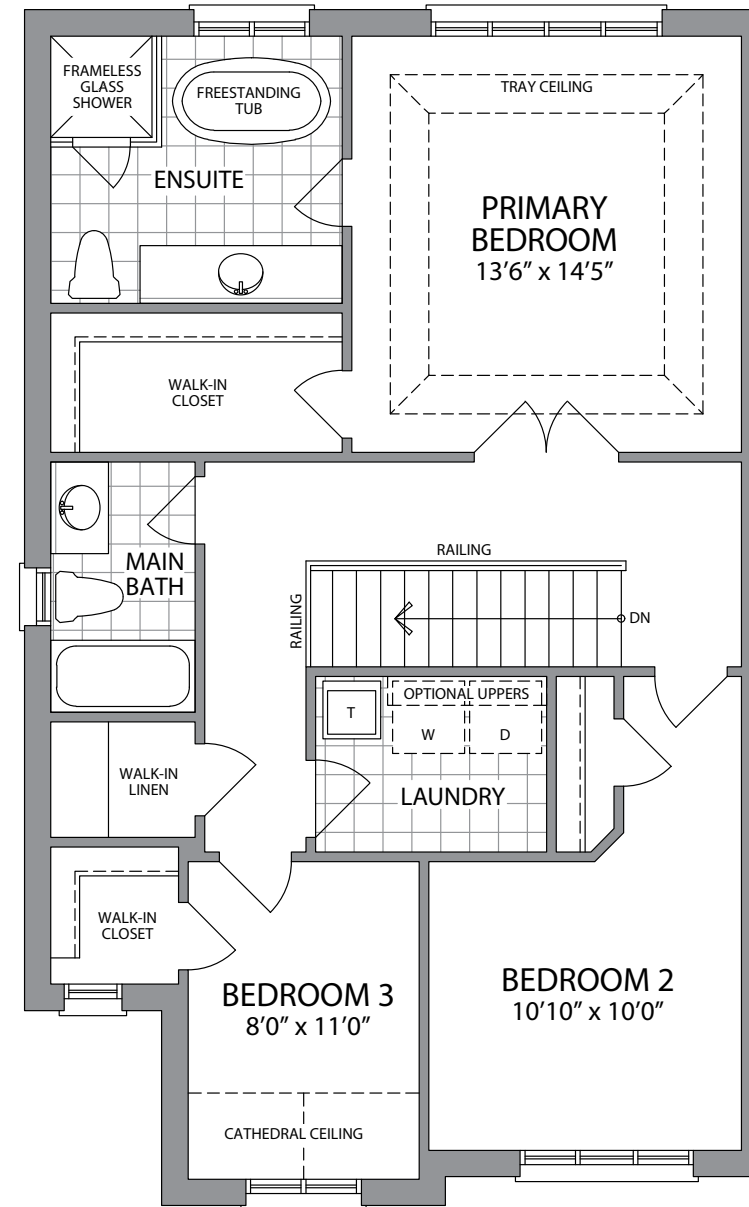 FRAMELESS
GLASS
SHOWER
FREESTANDING
TUB
ENSUITE
TRAY CEILING
PRIMARY
BEDROOM
13’6” x 14’5”
WALK-IN
CLOSET
MAIN
BATH
RAILING
RAILING
DN
T
OPTIONAL UPPERS
W
D
LAUNDRY
WALK-IN
LINEN
WALK-IN
CLOSET
BEDROOM 3
8’0” x 11’0”
CATHEDRAL CEILING
BEDROOM 2
10’10” x 10’0”